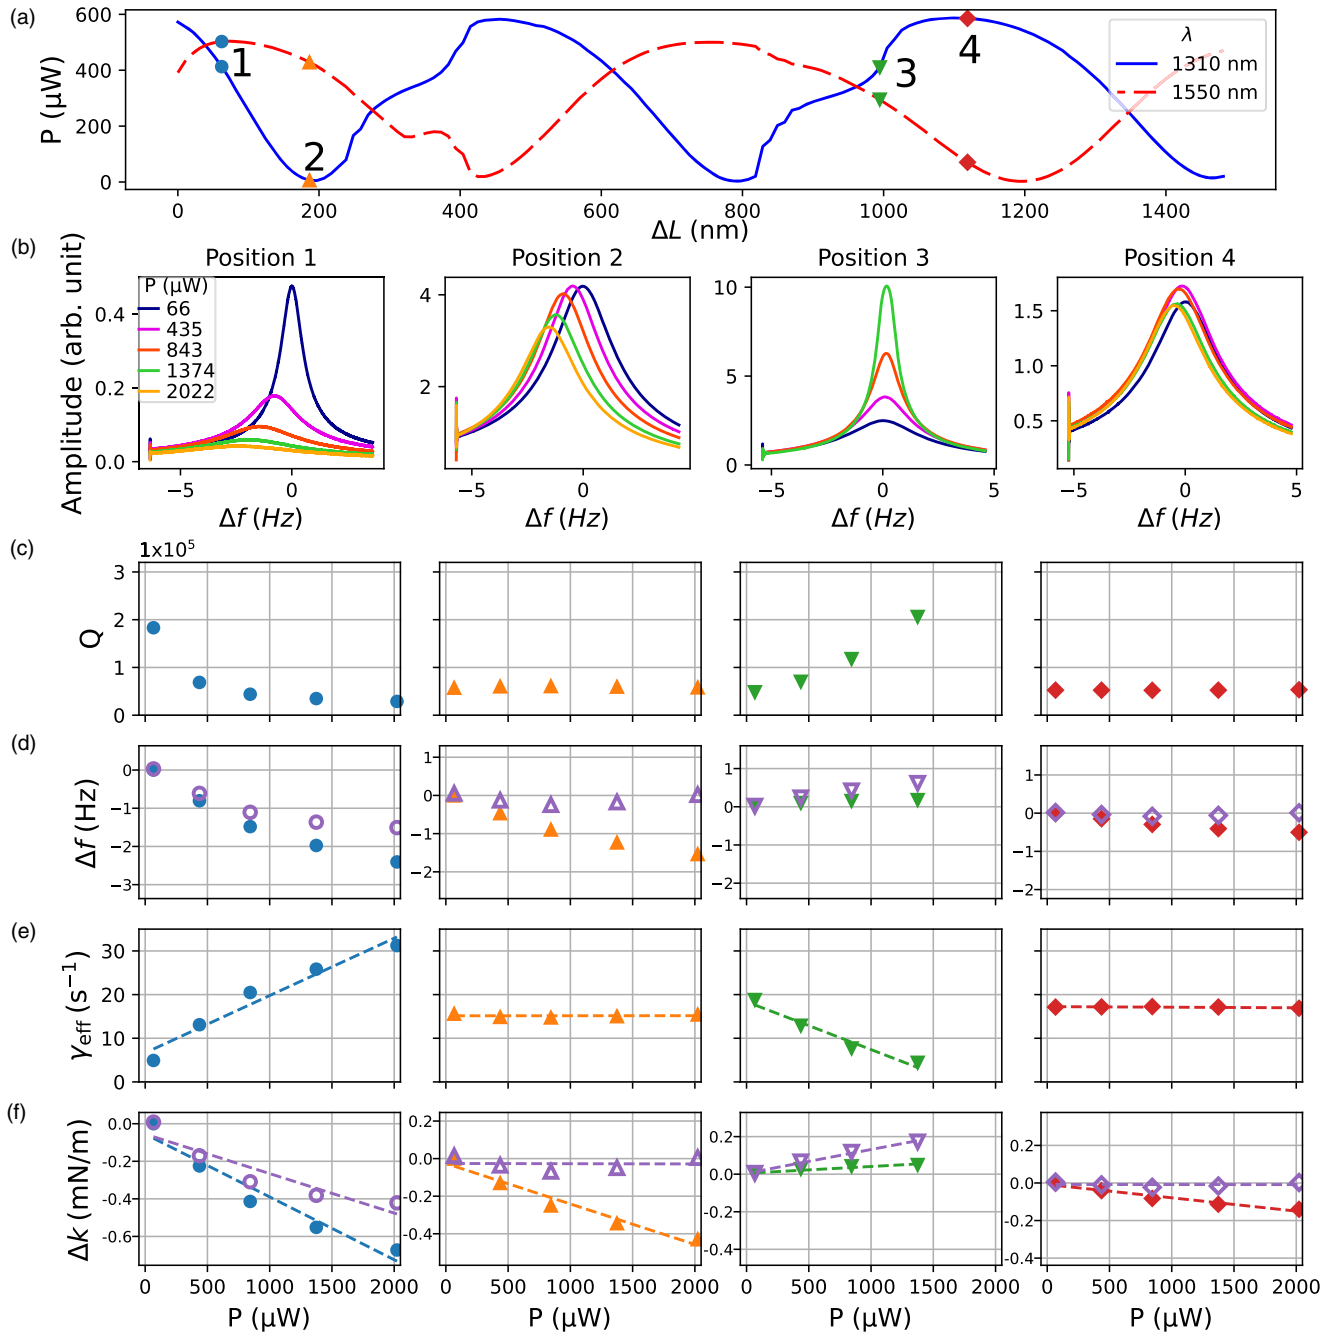 (a)
600
400
200
0
P (µW)
1
2
3
4
λ
1310 nm
1550 nm
0 200 400 600 800 1000 1200 1400
ΔL (nm)
(b)
Position 1 Position 2 Position 3 Position 4
Amplitude (arb. unit)
P (µW)
66
435
843
1374
2022
0.4
0.2
0.0
4
2
10
5
0
1.5
1.0
0.5
−5 0 −5 0 −5 0 5 −5 0 5
Δf (Hz) Δf (Hz) Δf (Hz) Δf (Hz)
(c)
1x10⁵
Q
3
2
1
0
(d)
Δf (Hz)
0
−1
−2
−3
1
0
−1
−2
1
0
−1
−2
1
0
−1
−2
(e)
γeff (s⁻¹)
30
20
10
0
(f)
Δk (mN/m)
0.0
-0.2
-0.4
-0.6
0.2
0.0
-0.2
-0.4
0.2
0.0
-0.2
-0.4
0.2
0.0
-0.2
-0.4
0 500 1000 1500 2000 0 500 1000 1500 2000 0 500 1000 1500 2000 0 500 1000 1500 2000
P (µW) P (µW) P (µW) P (µW)